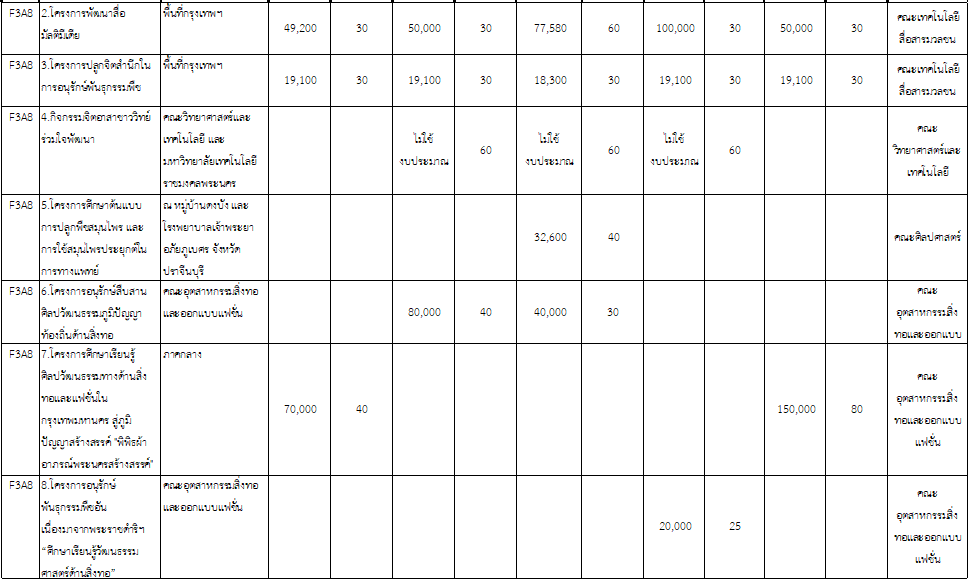 F3A8 2.โครงการพัฒนาสื่อ พื้นที่กรุงเทพฯ
มัลติมีเดีย
49,200 30 50,000 30 77,580 60 100,000 30 50,000 30
คณะเทคโนโลยี
สื่อสารมวลชน
F3A8 3.โครงการปลูกจิตสำนึกใน พื้นที่กรุงเทพฯ
การอนุรักษ์พันธุกรรมพืช
19,100 30 19,100 30 18,300 30 19,100 30 19,100 30
คณะเทคโนโลยี
สื่อสารมวลชน
F3A8 4.กิจกรรมจิตอาสาชาววิทย์
ร่วมใจพัฒนา
คณะวิทยาศาสตร์และ
เทคโนโลยี และ
มหาวิทยาลัยเทคโนโลยี
ราชมงคลพระนคร
ไม่ใช้
งบประมาณ
60
ไม่ใช้
งบประมาณ
60
ไม่ใช้
งบประมาณ
60
คณะ
วิทยาศาสตร์และ
เทคโนโลยี
F3A8 5.โครงการศึกษาต้นแบบ
การปลูกพืชสมุนไพร และ
การใช้สมุนไพรประยุกต์ใน
การทางแพทย์
ณ หมู่บ้านดงบัง และ
โรงพยาบาลเจ้าพระยา
อภัยภูเบศร จังหวัด
ปราจีนบุรี
32,600 40
คณะศิลปศาสตร์
F3A8 6.โครงการอนุรักษ์สืบสาน
ศิลปวัฒนธรรมภูมิปัญญา
ท้องถิ่นด้านสิ่งทอ
คณะอุตสาหกรรมสิ่งทอ
และออกแบบแฟชั่น
80,000 40 40,000 30
คณะ
อุตสาหกรรมสิ่ง
ทอและออกแบบ
F3A8 7.โครงการศึกษาเรียนรู้ ภาคกลาง
ศิลปวัฒนธรรมทางด้านสิ่ง
ทอและแฟชั่นใน
กรุงเทพมหานคร สู่ภูมิ
ปัญญาสร้างสรรค์ "พิพิธผ้า
อาภรณ์พระนครสร้างสรรค์"
70,000 40 150,000 80
คณะ
อุตสาหกรรมสิ่ง
ทอและออกแบบ
แฟชั่น
F3A8 8.โครงการอนุรักษ์
พันธุกรรมพืชอัน
เนื่องมาจากพระราชดำริฯ
“ศึกษาเรียนรู้วัฒนธรรม
ศาสตร์ด้านสิ่งทอ”
คณะอุตสาหกรรมสิ่งทอ
และออกแบบแฟชั่น
20,000 25
คณะ
อุตสาหกรรมสิ่ง
ทอและออกแบบ
แฟชั่น